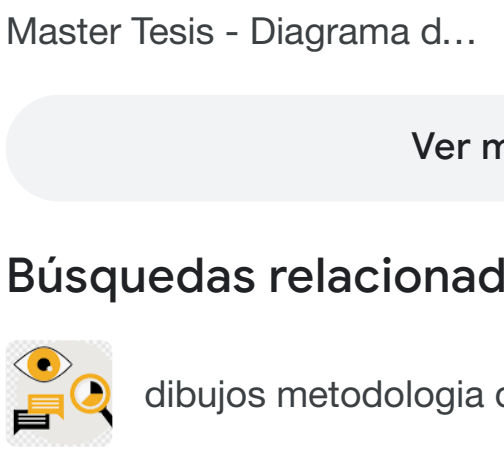 Master Tesis - Diagrama d...
Ver m
Búsquedas relacionad
dibujos metodologia